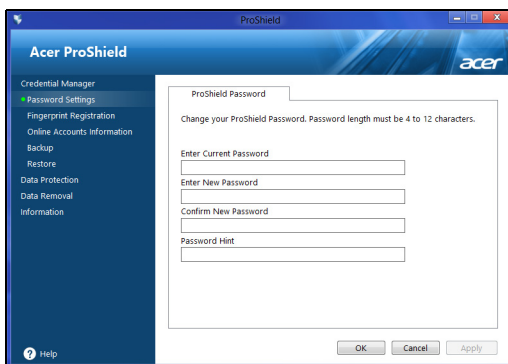 ProShield
Acer ProShield
acer
Credential Manager
Password Settings
Fingerprint Registration
Online Accounts Information
Backup
Restore
Data Protection
Data Removal
Information
Help
ProShield Password
Change your ProShield Password. Password length must be 4 to 12 characters.
Enter Current Password
Enter New Password
Confirm New Password
Password Hint
OK
Cancel
Apply